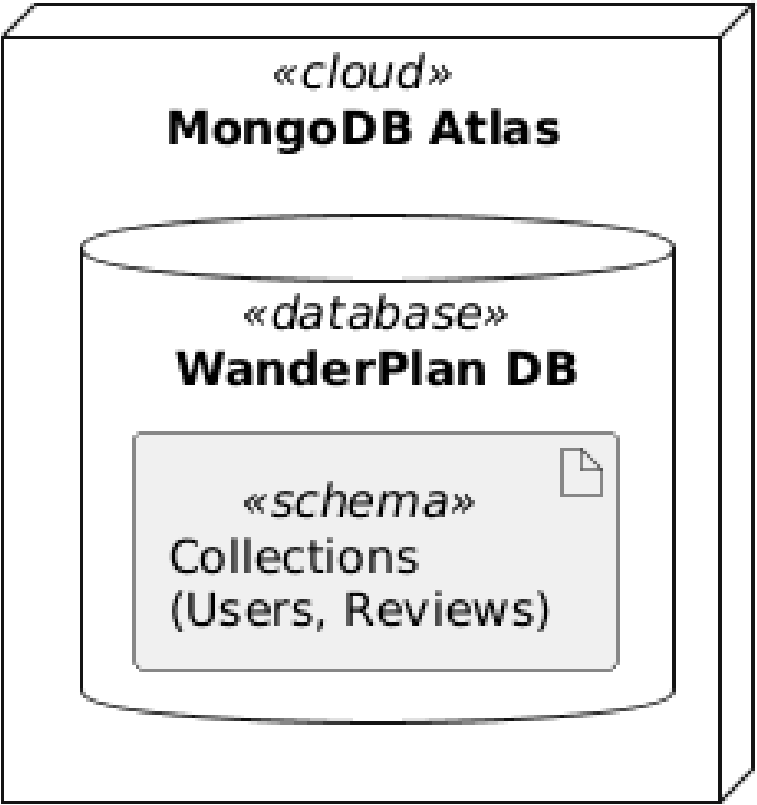 «cloud»
MongoDB Atlas
«database»
WanderPlan DB
«schema»
Collections
(Users, Reviews)